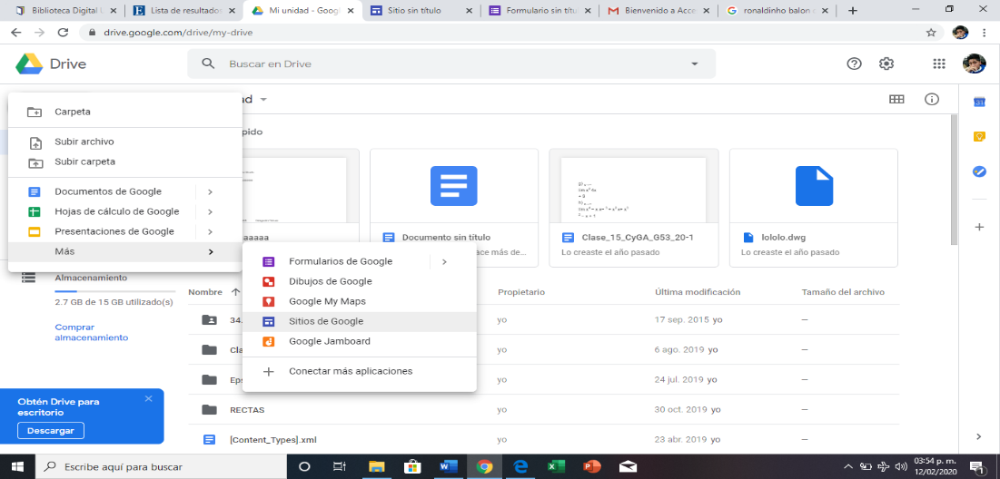 Biblioteca Digital
Lista de resultados
Mi unidad - Goog
Sitio sin título
Formulario sin títu
Bienvenido a Acce
ronaldinho balon
drive.google.com/drive/my-drive
Drive
Buscar en Drive
ad
Carpeta
pido
Subir archivo
Subir carpeta
Documentos de Google
Hojas de cálculo de Google
Presentaciones de Google
Más
aaaaa
Documento sin título
ace más de...
Clase_15_CyGA_G53_20-1
Lo creaste el año pasado
lololo.dwg
Lo creaste el año pasado
Formularios de Google
Dibujos de Google
Google My Maps
Sitios de Google
Google Jamboard
Conectar más aplicaciones
Almacenamiento
2.7 GB de 15 GB utilizado(s)
Comprar
almacenamiento
Nombre
Propietario
Última modificación
Tamaño del archivo
34.
yo
17 sep. 2015 yo
—
Cla
yo
6 ago. 2019 yo
—
Eps
yo
24 jul. 2019 yo
—
RECTAS
yo
30 oct. 2019 yo
—
[Content_Types].xml
yo
23 abr. 2019 yo
—
Obtén Drive para
escritorio
Descargar
Escribe aquí para buscar
03:54 p. m.
12/02/2020